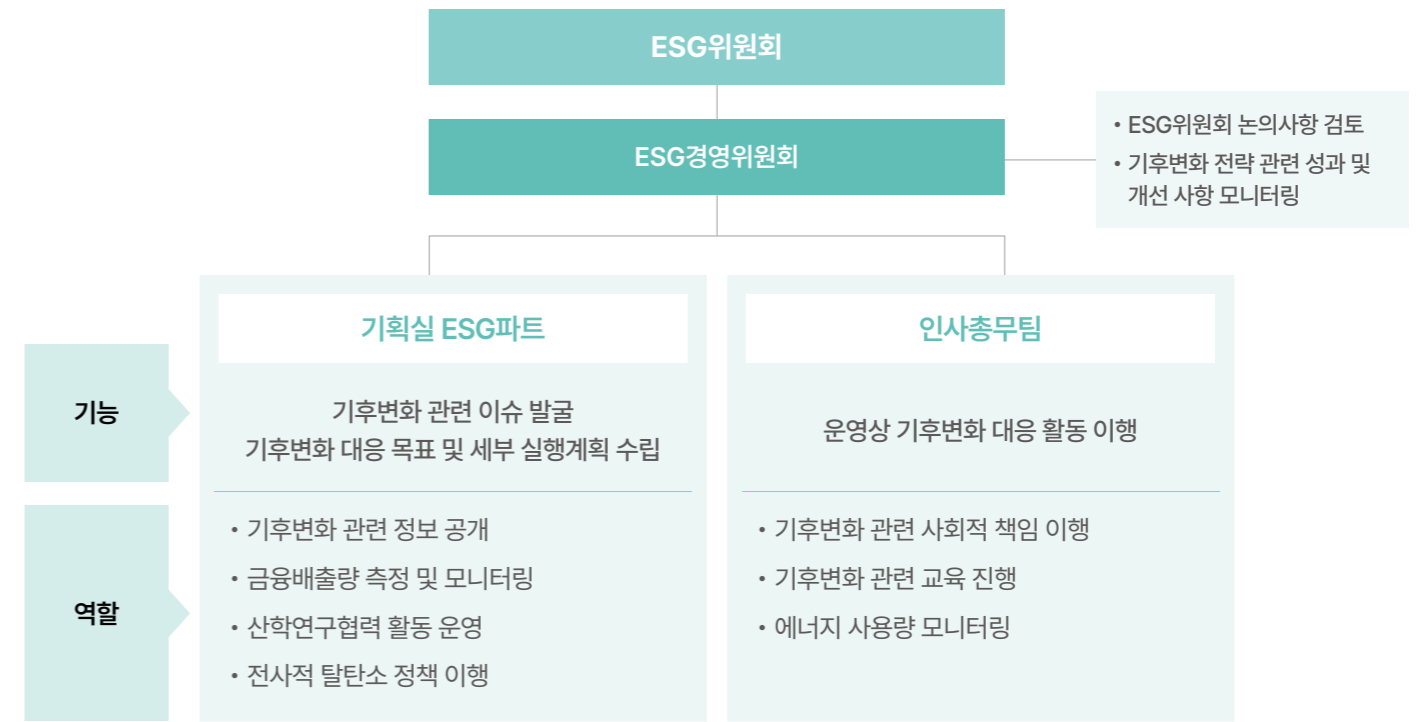 ESG위원회
ESG경영위원회
• ESG위원회 논의사항 검토
• 기후변화 전략 관련 성과 및
개선 사항 모니터링
기획실 ESG파트
인사총무팀
기능
기후변화 관련 이슈 발굴
기후변화 대응 목표 및 세부 실행계획 수립
운영상 기후변화 대응 활동 이행
역할
• 기후변화 관련 정보 공개
• 금융배출량 측정 및 모니터링
• 산학연구협력 활동 운영
• 전사적 탈탄소 정책 이행
• 기후변화 관련 사회적 책임 이행
• 기후변화 관련 교육 진행
• 에너지 사용량 모니터링